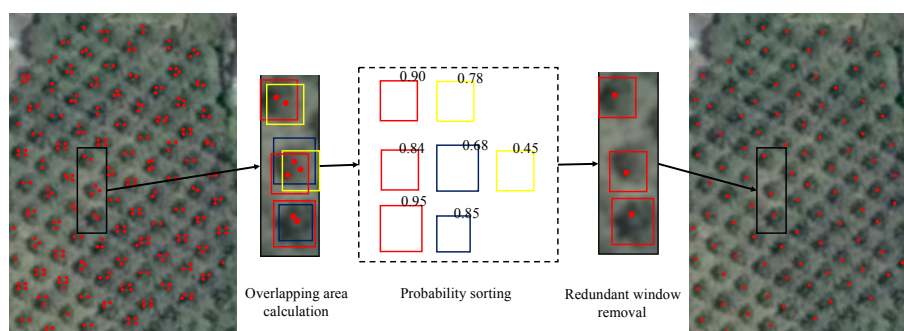 0.90
0.78
0.84
0.68
0.45
0.95
0.85
Overlapping area
calculation
Probability sorting
Redundant window
removal